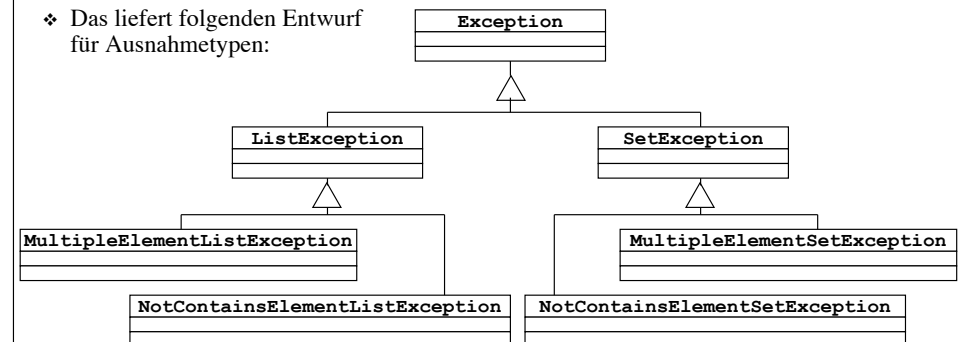 ❖ Das liefert folgenden Entwurf
für Ausnahmetypen:
Exception
ListException
SetException
MultipleElementListException
MultipleElementSetException
NotContainsElementListException
NotContainsElementSetException